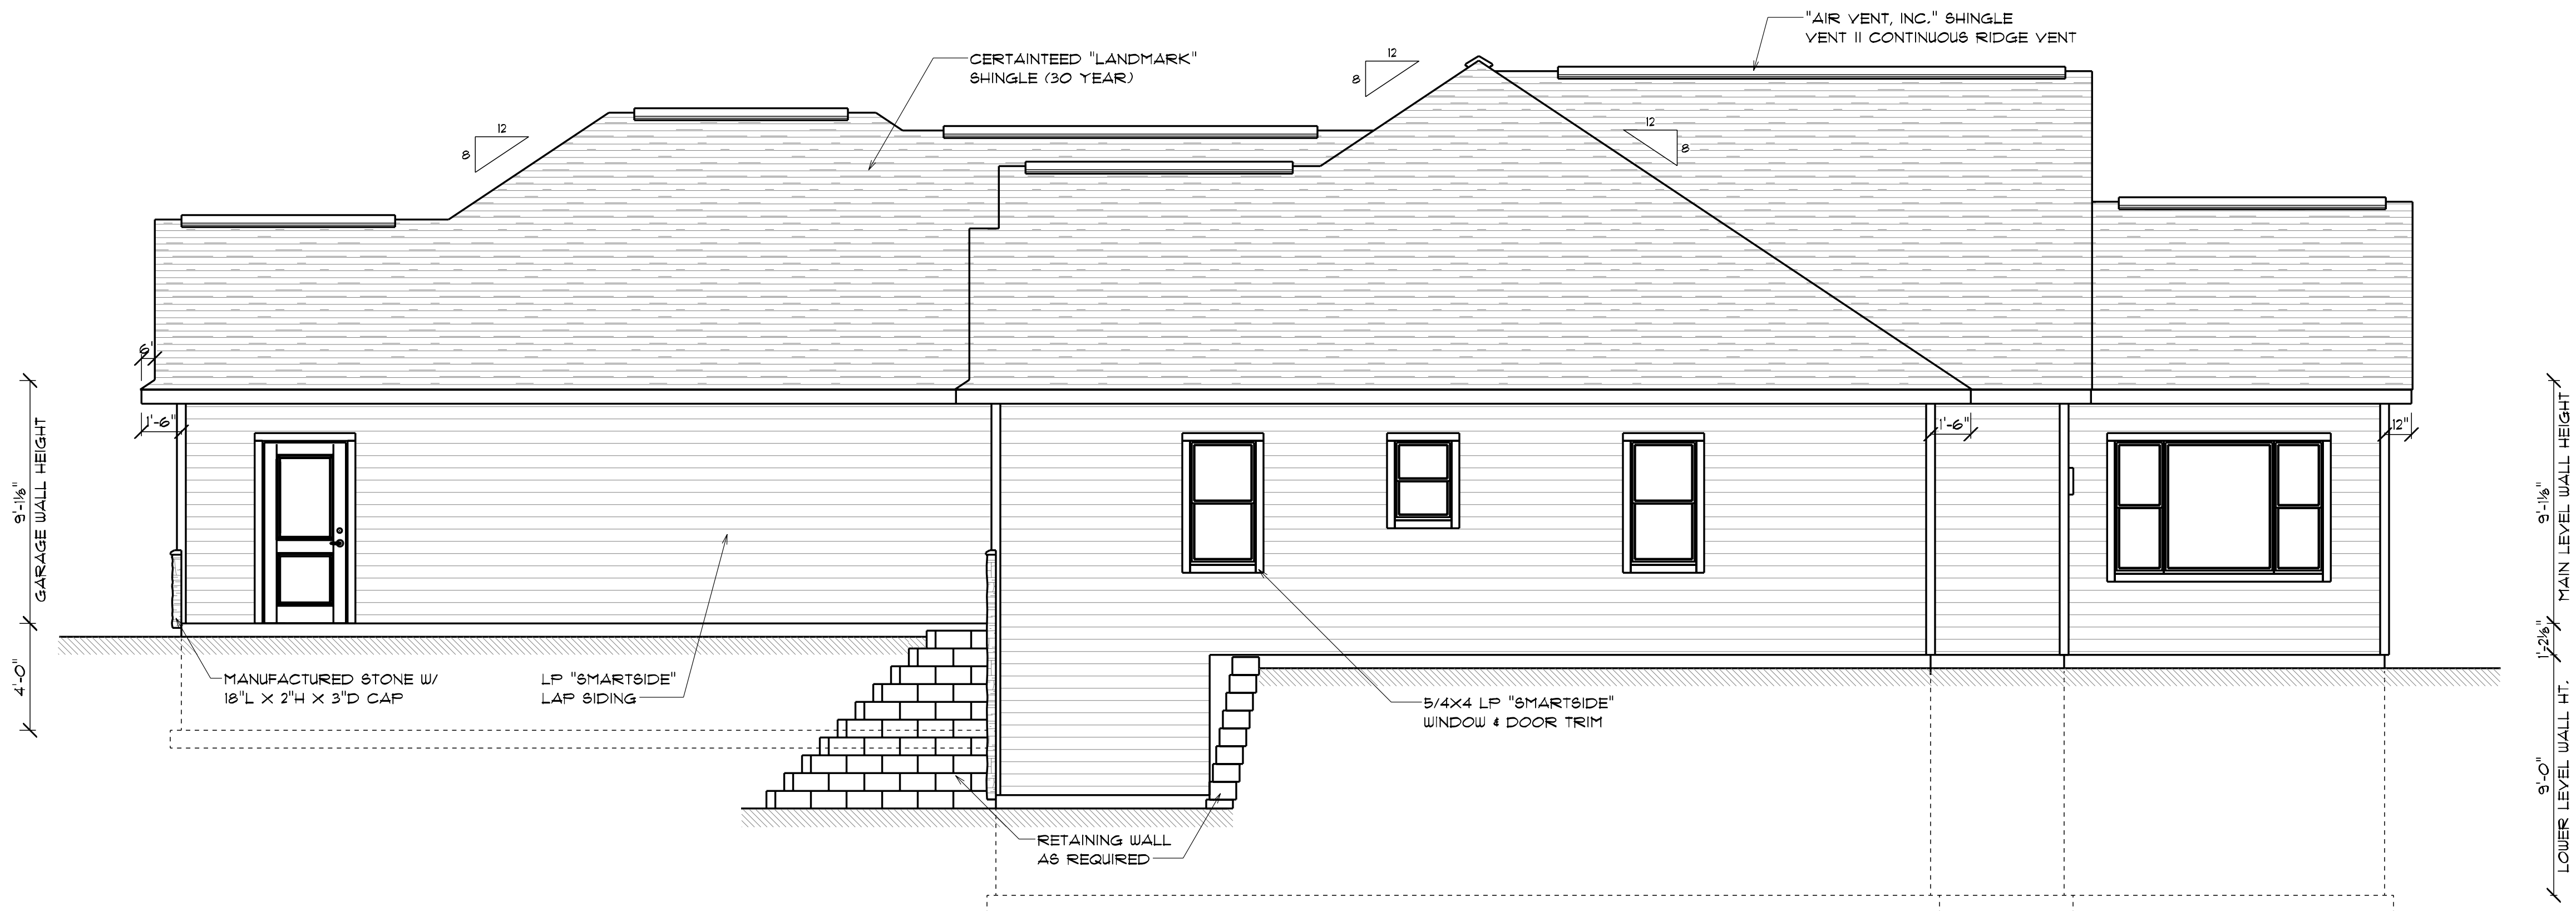 "AIR VENT, INC." SHINGLE
VENT II CONTINUOUS RIDGE VENT
CERTAINTEED "LANDMARK"
SHINGLE (30 YEAR)
12
8
12
8
12
8
6"
1'-6"
1'-6"
12"
GARAGE WALL HEIGHT
9'-1⅛"
4'-0"
MAIN LEVEL WALL HEIGHT
9'-1⅛"
1'-2⅛"
LOWER LEVEL WALL HT.
9'-0"
MANUFACTURED STONE W/
18"L X 2"H X 3"D CAP
LP "SMARTSIDE"
LAP SIDING
5/4X4 LP "SMARTSIDE"
WINDOW & DOOR TRIM
RETAINING WALL
AS REQUIRED